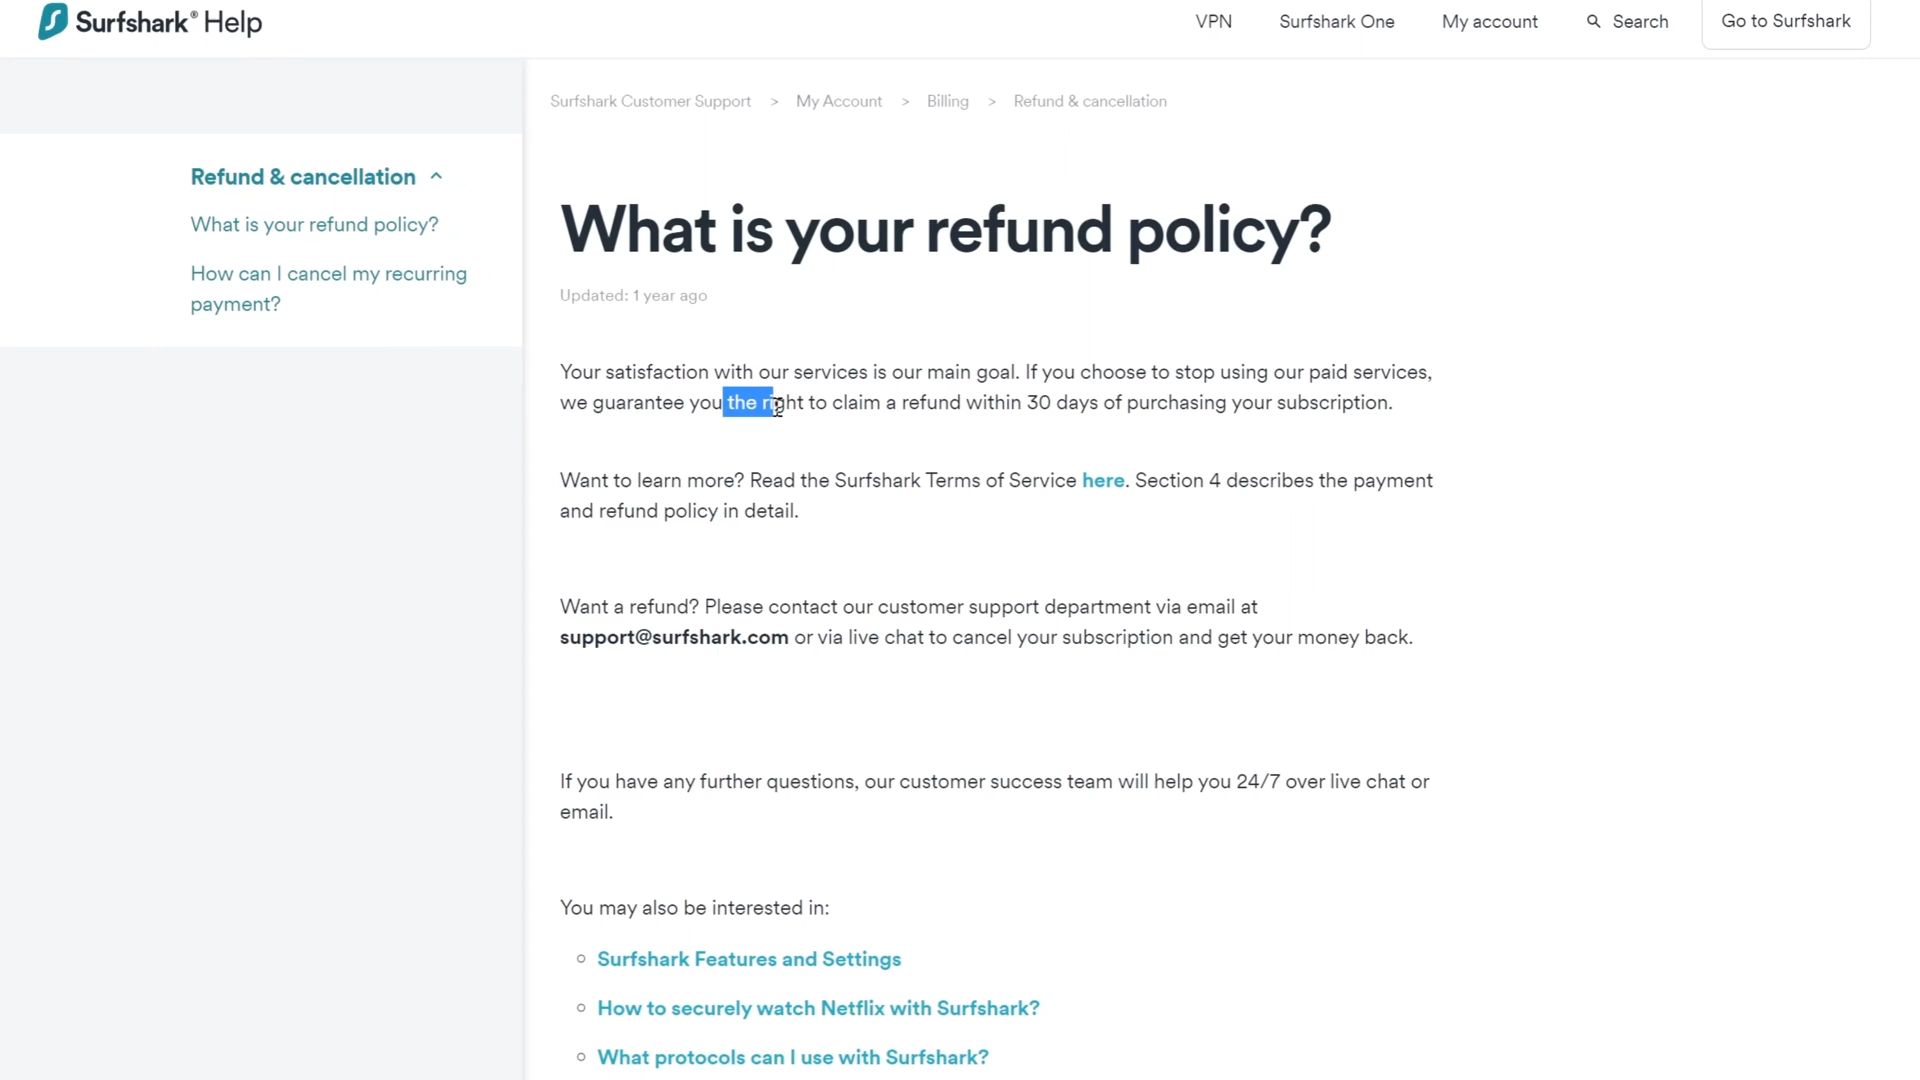 Surfshark® Help
VPN
Surfshark One
My account
Search
Go to Surfshark
Surfshark Customer Support > My Account > Billing > Refund & cancellation
Refund & cancellation
What is your refund policy?
How can I cancel my recurring
payment?
What is your refund policy?
Updated: 1 year ago
Your satisfaction with our services is our main goal. If you choose to stop using our paid services,
we guarantee you the right to claim a refund within 30 days of purchasing your subscription.
Want to learn more? Read the Surfshark Terms of Service here. Section 4 describes the payment
and refund policy in detail.
Want a refund? Please contact our customer support department via email at
support@surfshark.com or via live chat to cancel your subscription and get your money back.
If you have any further questions, our customer success team will help you 24/7 over live chat or
email.
You may also be interested in:
Surfshark Features and Settings
How to securely watch Netflix with Surfshark?
What protocols can I use with Surfshark?